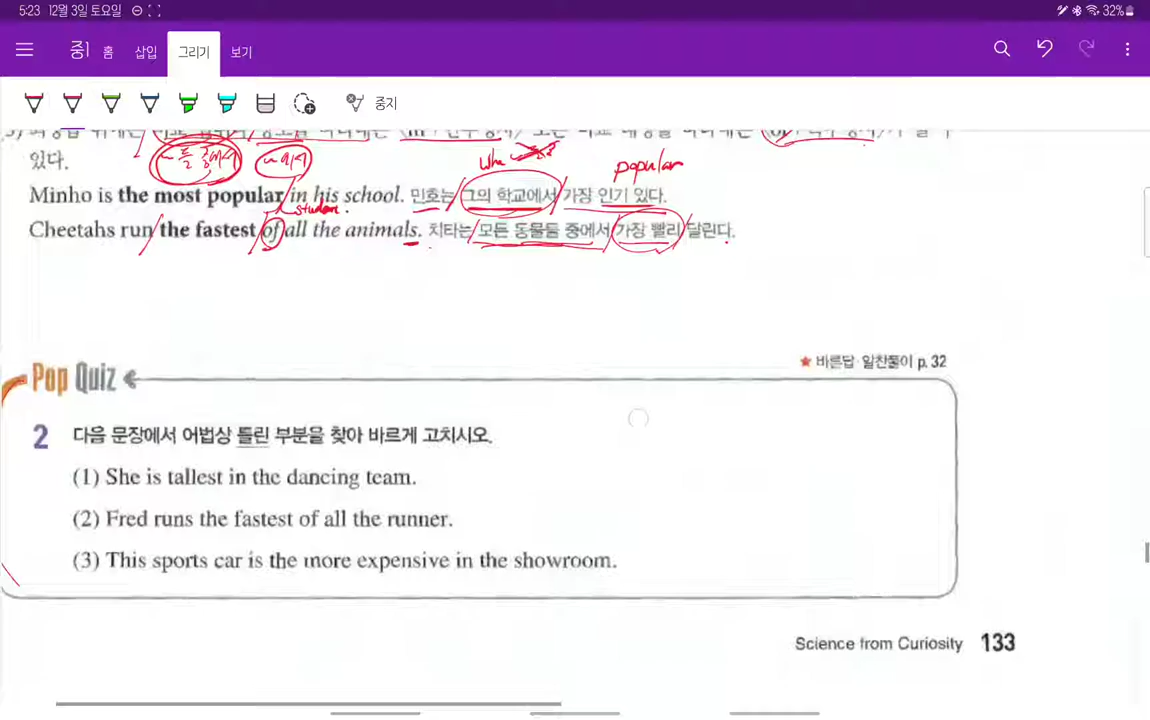 5:23 12월 3일 토요일
32%
중1 홈 삽입 그리기 보기
중지
있다.
~들 중에서 ~에서
popular
Minho is the most popular in his school. 민호는 그의 학교에서 가장 인기 있다.
student.
Cheetahs run the fastest of all the animals. 치타는 모든 동물들 중에서 가장 빨리 달린다.
Pop Quiz
★ 바른답·알찬풀이 p. 32
2 다음 문장에서 어법상 틀린 부분을 찾아 바르게 고치시오.
(1) She is tallest in the dancing team.
(2) Fred runs the fastest of all the runner.
(3) This sports car is the more expensive in the showroom.
Science from Curiosity 133